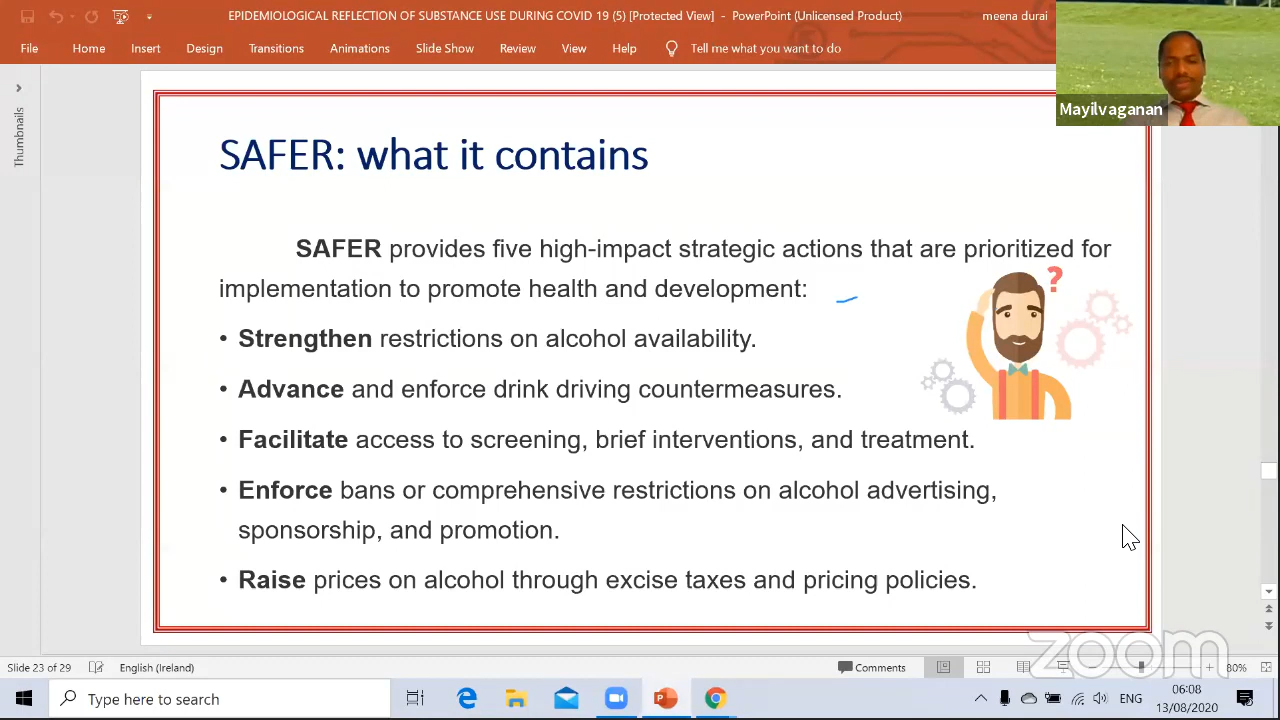 EPIDEMIOLOGICAL REFLECTION OF SUBSTANCE USE DURING COVID 19 (5) [Protected View] - PowerPoint (Unlicensed Product)
meena durai
File Home Insert Design Transitions Animations Slide Show Review View Help Tell me what you want to do
Mayilvaganan
Thumbnails
SAFER: what it contains
SAFER provides five high-impact strategic actions that are prioritized for
implementation to promote health and development:
?
• Strengthen restrictions on alcohol availability.
• Advance and enforce drink driving countermeasures.
• Facilitate access to screening, brief interventions, and treatment.
• Enforce bans or comprehensive restrictions on alcohol advertising,
sponsorship, and promotion.
• Raise prices on alcohol through excise taxes and pricing policies.
zoom
Slide 23 of 29 English (Ireland) Comments 80%
Type here to search
ENG
06:08
13/08/2020